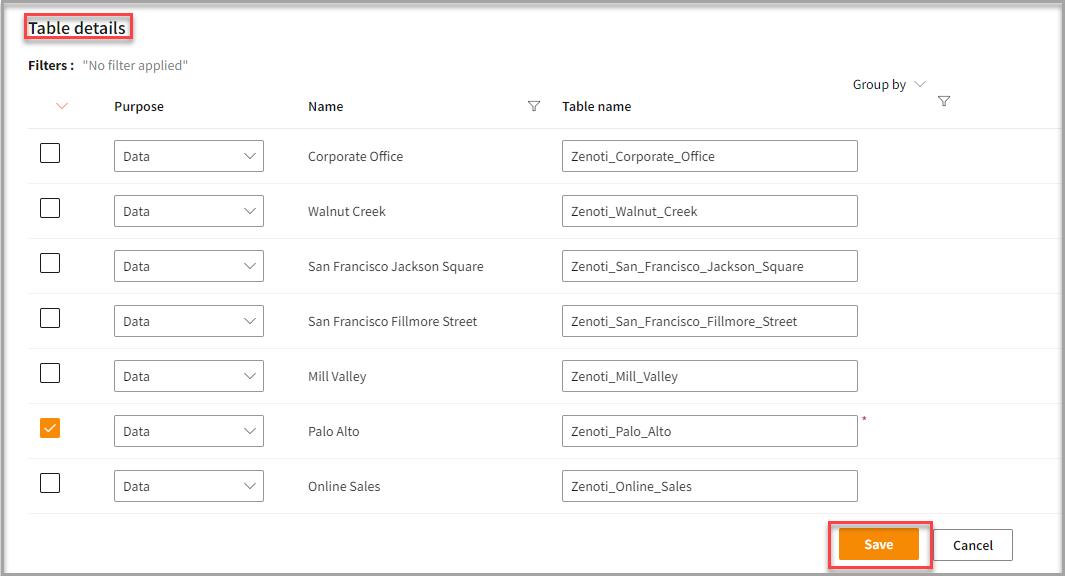 Table details
Filters : "No filter applied"
Group by
Purpose Name Table name
Data Corporate Office Zenoti_Corporate_Office
Data Walnut Creek Zenoti_Walnut_Creek
Data San Francisco Jackson Square Zenoti_San_Francisco_Jackson_Square
Data San Francisco Fillmore Street Zenoti_San_Francisco_Fillmore_Street
Data Mill Valley Zenoti_Mill_Valley
Data Palo Alto Zenoti_Palo_Alto *
Data Online Sales Zenoti_Online_Sales
Save Cancel